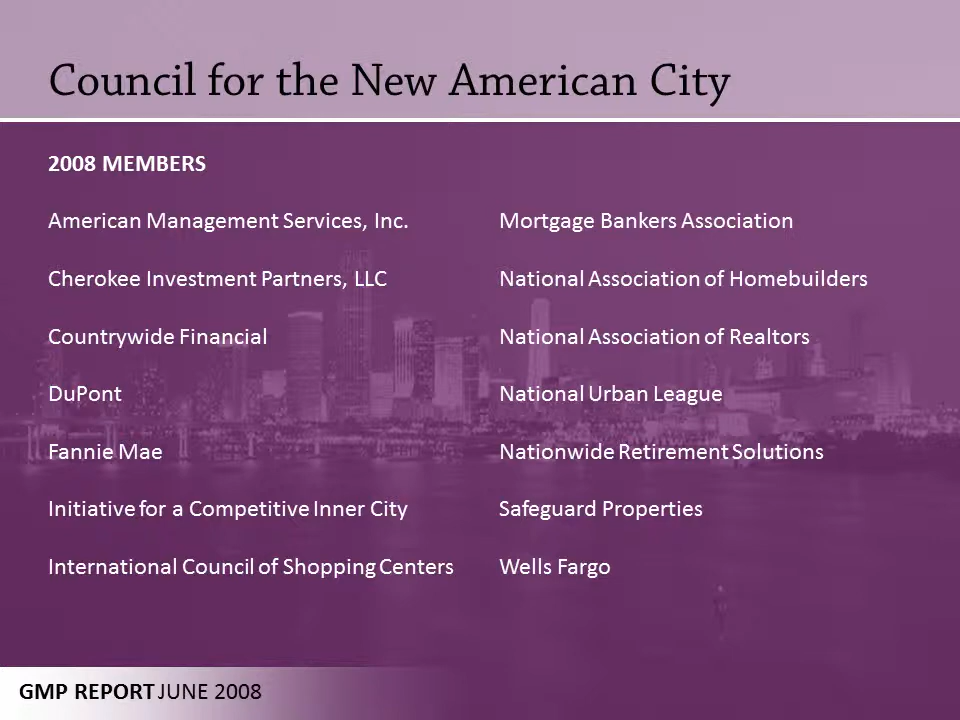 Council for the New American City
2008 MEMBERS
American Management Services, Inc.
Cherokee Investment Partners, LLC
Countrywide Financial
DuPont
Fannie Mae
Initiative for a Competitive Inner City
International Council of Shopping Centers
Mortgage Bankers Association
National Association of Homebuilders
National Association of Realtors
National Urban League
Nationwide Retirement Solutions
Safeguard Properties
Wells Fargo
GMP REPORT JUNE 2008